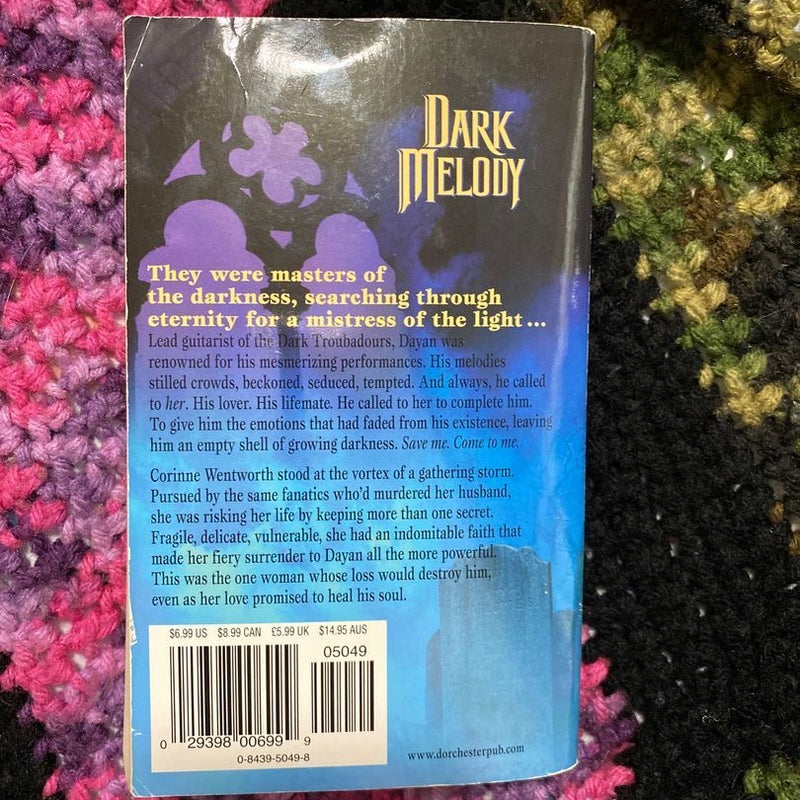 DARK
MELODY
They were masters of
the darkness, searching through
eternity for a mistress of the light...
Lead guitarist of the Dark Troubadours, Dayan was
renowned for his mesmerizing performances. His melodies
stilled crowds, beckoned, seduced, tempted. And always, he called
to her. His lover. His lifemate. He called to her to complete him.
To give him the emotions that had faded from his existence, leaving
him an empty shell of growing darkness. Save me. Come to me.
Corinne Wentworth stood at the vortex of a gathering storm.
Pursued by the same fanatics who'd murdered her husband,
she was risking her life by keeping more than one secret.
Fragile, delicate, vulnerable, she had an indomitable faith that
made her fiery surrender to Dayan all the more powerful.
This was the one woman whose loss would destroy him,
even as her love promised to heal his soul.
$6.99 US $8.99 CAN £5.99 UK $14.95 AUS
05049
0 29398 00699 9
0-8439-5049-8
www.dorchesterpub.com